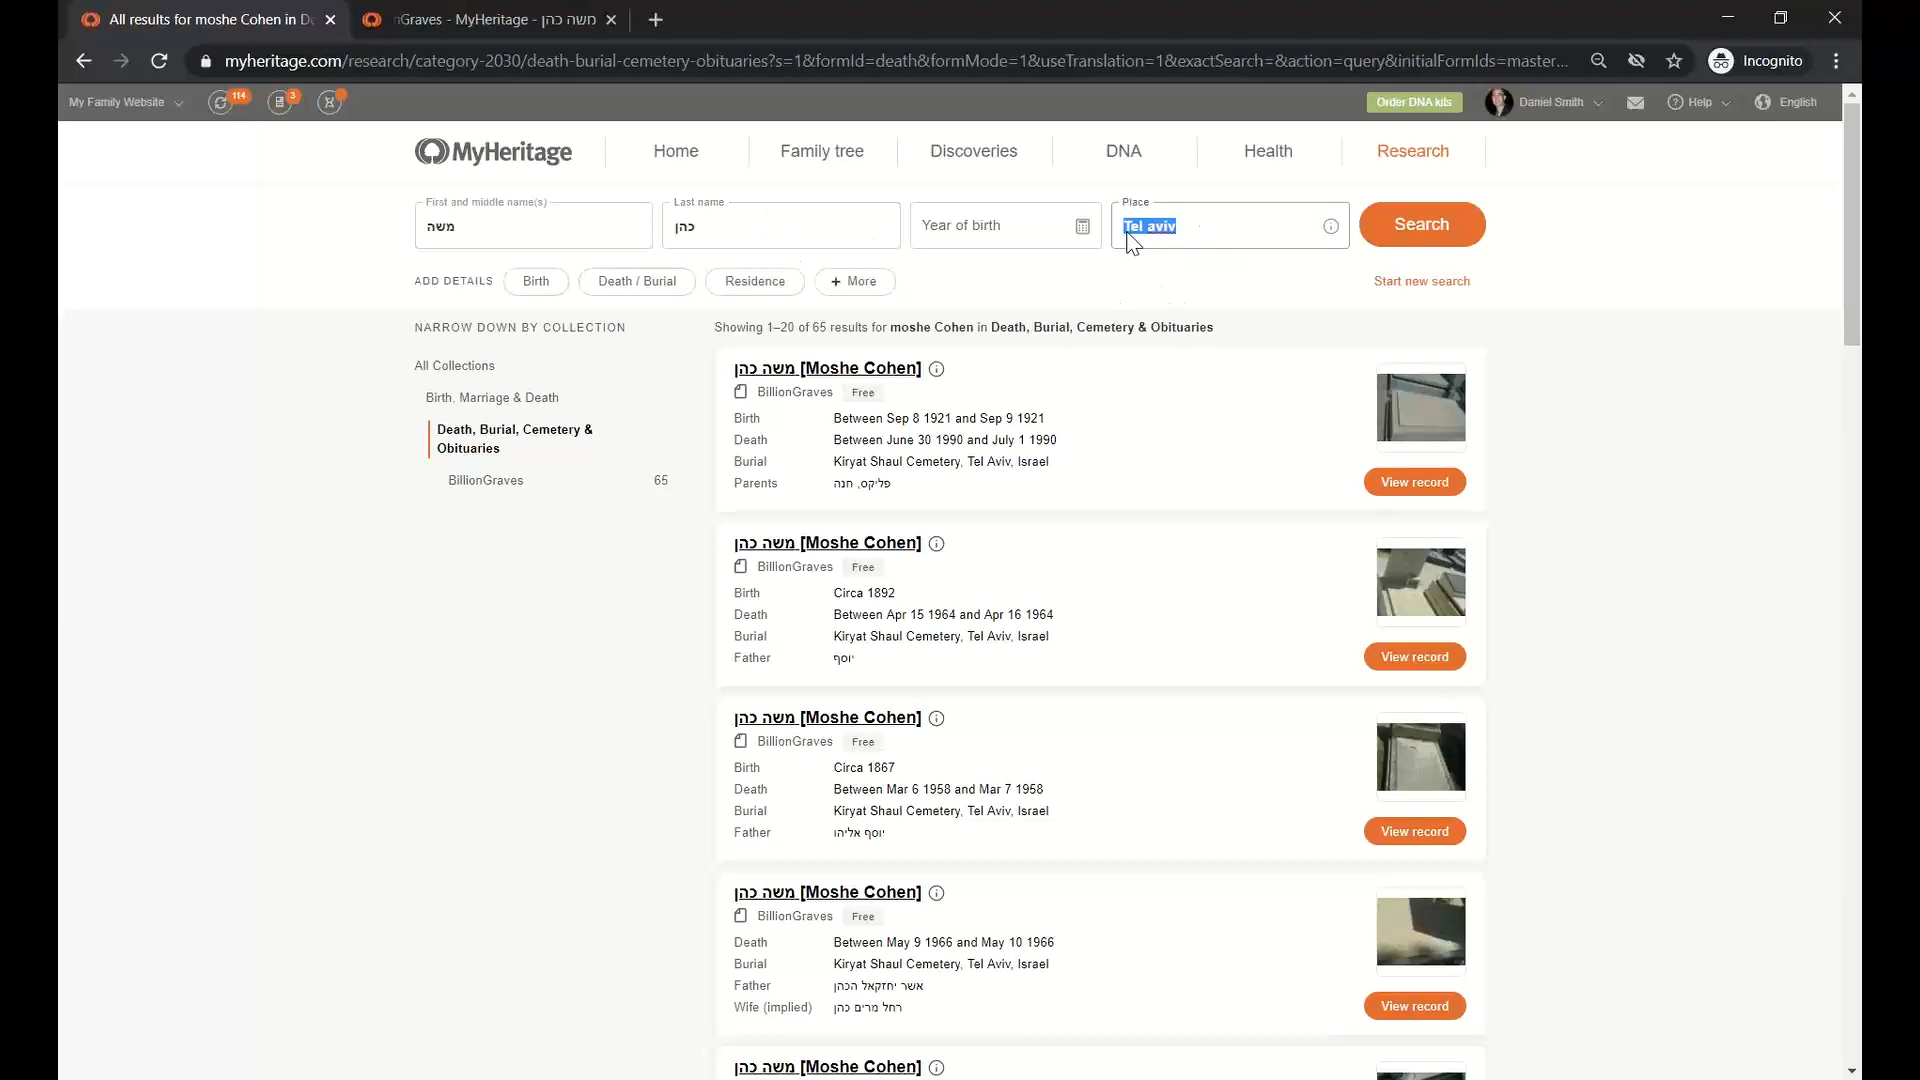 All results for moshe Cohen in De
nGraves - MyHeritage - משה כהן
myheritage.com/research/category-2030/death-burial-cemetery-obituaries?s=1&formId=death&formMode=1&useTranslation=1&exactSearch=&action=query&initialFormIds=master...
Incognito
My Family Website
114
3
Order DNA kits
Daniel Smith
Help
English
MyHeritage
Home
Family tree
Discoveries
DNA
Health
Research
First and middle name(s)
משה
Last name
כהן
Year of birth
Place
Tel aviv
Search
ADD DETAILS
Birth
Death / Burial
Residence
+ More
Start new search
NARROW DOWN BY COLLECTION
All Collections
Birth, Marriage & Death
Death, Burial, Cemetery &
Obituaries
BillionGraves 65
Showing 1–20 of 65 results for moshe Cohen in Death, Burial, Cemetery & Obituaries
משה כהן [Moshe Cohen]
BillionGraves Free
Birth Between Sep 8 1921 and Sep 9 1921
Death Between June 30 1990 and July 1 1990
Burial Kiryat Shaul Cemetery, Tel Aviv, Israel
Parents פליקס, חנה
View record
משה כהן [Moshe Cohen]
BillionGraves Free
Birth Circa 1892
Death Between Apr 15 1964 and Apr 16 1964
Burial Kiryat Shaul Cemetery, Tel Aviv, Israel
Father יוסף
View record
משה כהן [Moshe Cohen]
BillionGraves Free
Birth Circa 1867
Death Between Mar 6 1958 and Mar 7 1958
Burial Kiryat Shaul Cemetery, Tel Aviv, Israel
Father יוסף אליהו
View record
משה כהן [Moshe Cohen]
BillionGraves Free
Death Between May 9 1966 and May 10 1966
Burial Kiryat Shaul Cemetery, Tel Aviv, Israel
Father אשר יחזקאל הכהן
Wife (implied) רחל מרים כהן
View record
משה כהן [Moshe Cohen]